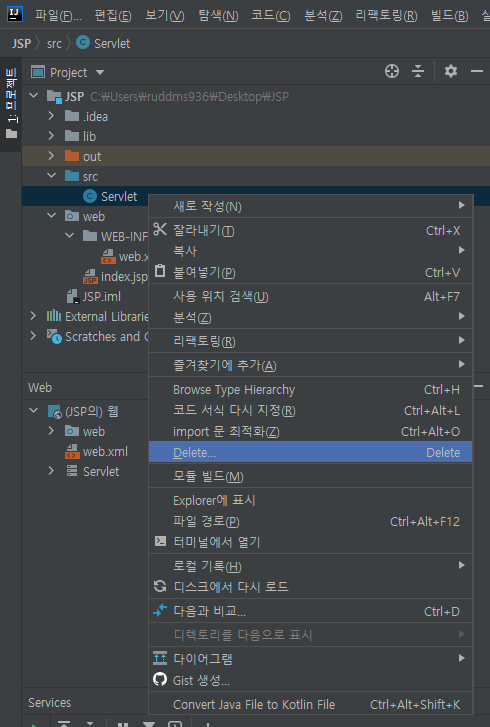 IJ 파일(F)... 편집(E) 보기(V) 탐색(N) 코드(C) 분석(Z) 리팩토링(R) 빌드(B)
JSP src Servlet
1: 프로젝트
Project
JSP C:₩Users₩ruddms936₩Desktop₩JSP
.idea
lib
out
src
Servlet
web
WEB-INF
web.x
index.jsp
JSP.iml
External Librarie
Scratches and C
새로 작성(N)
잘라내기(T) Ctrl+X
복사
붙여넣기(P) Ctrl+V
사용 위치 검색(U) Alt+F7
분석(Z)
리팩토링(R)
즐겨찾기에 추가(A)
Browse Type Hierarchy Ctrl+H
코드 서식 다시 지정(R) Ctrl+Alt+L
import 문 최적화(Z) Ctrl+Alt+O
Delete... Delete
모듈 빌드(M)
Explorer에 표시
파일 경로(P) Ctrl+Alt+F12
터미널에서 열기
로컬 기록(H)
디스크에서 다시 로드
다음과 비교... Ctrl+D
디렉토리를 다음으로 표시
다이어그램
Gist 생성...
Convert Java File to Kotlin File Ctrl+Alt+Shift+K
Web
(JSP의) 웹
web
web.xml
Servlet
Services